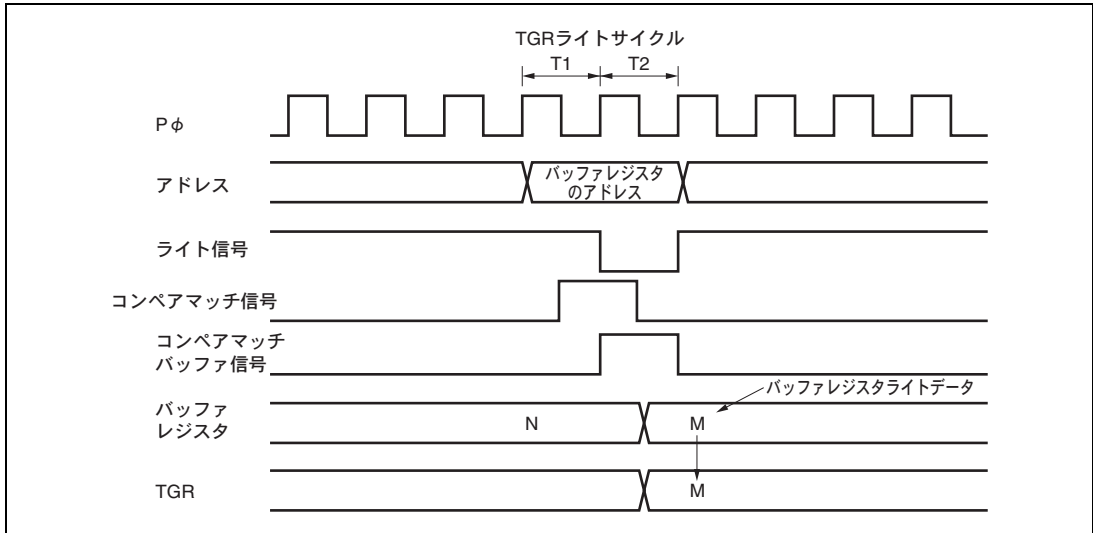 TGRライトサイクル
T1 T2
Pφ
アドレス
バッファレジスタ
のアドレス
ライト信号
コンペアマッチ信号
コンペアマッチ
バッファ信号
バッファレジスタライトデータ
バッファ
レジスタ
N M
TGR
M